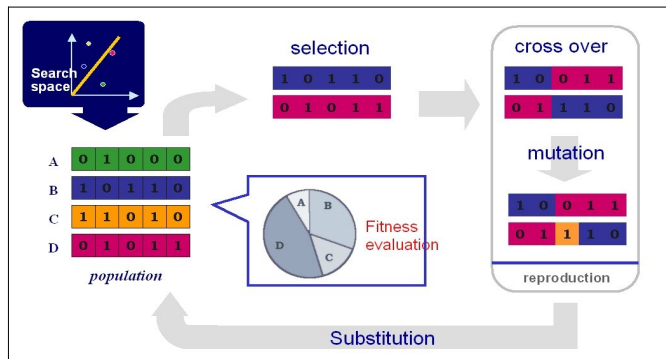 Search
space
selection
1 0 1 1 0
0 1 0 1 1
cross over
1 0 0 1 1
0 1 1 1 0
mutation
1 0 0 1 1
0 1 1 1 0
reproduction
A 0 1 0 0 0
B 1 0 1 1 0
C 1 1 0 1 0
D 0 1 0 1 1
population
A
B
C
D
Fitness
evaluation
Substitution